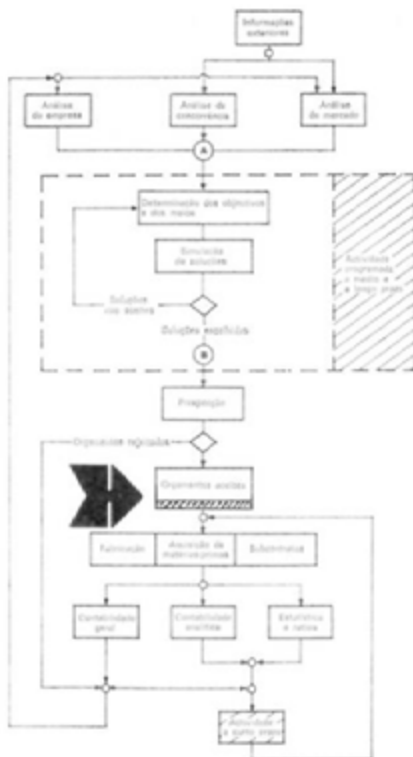 Informações
exteriores
Análise
da empresa
Análise da
concorrência
Análise
do mercado
A
Determinação dos objectivos
e dos meios
Simulação
de soluções
Soluções
não aceites
Soluções
B
Actividade
programada
a médio e
a longo prazo
Prospecção
Orçamentos rejeitados
Orçamentos aceites
Fabricação
Aquisição de
matérias-primas
Contabilidade
geral
Contabilidade
analítica
Estatística
e rácios
Actividade
a curto prazo